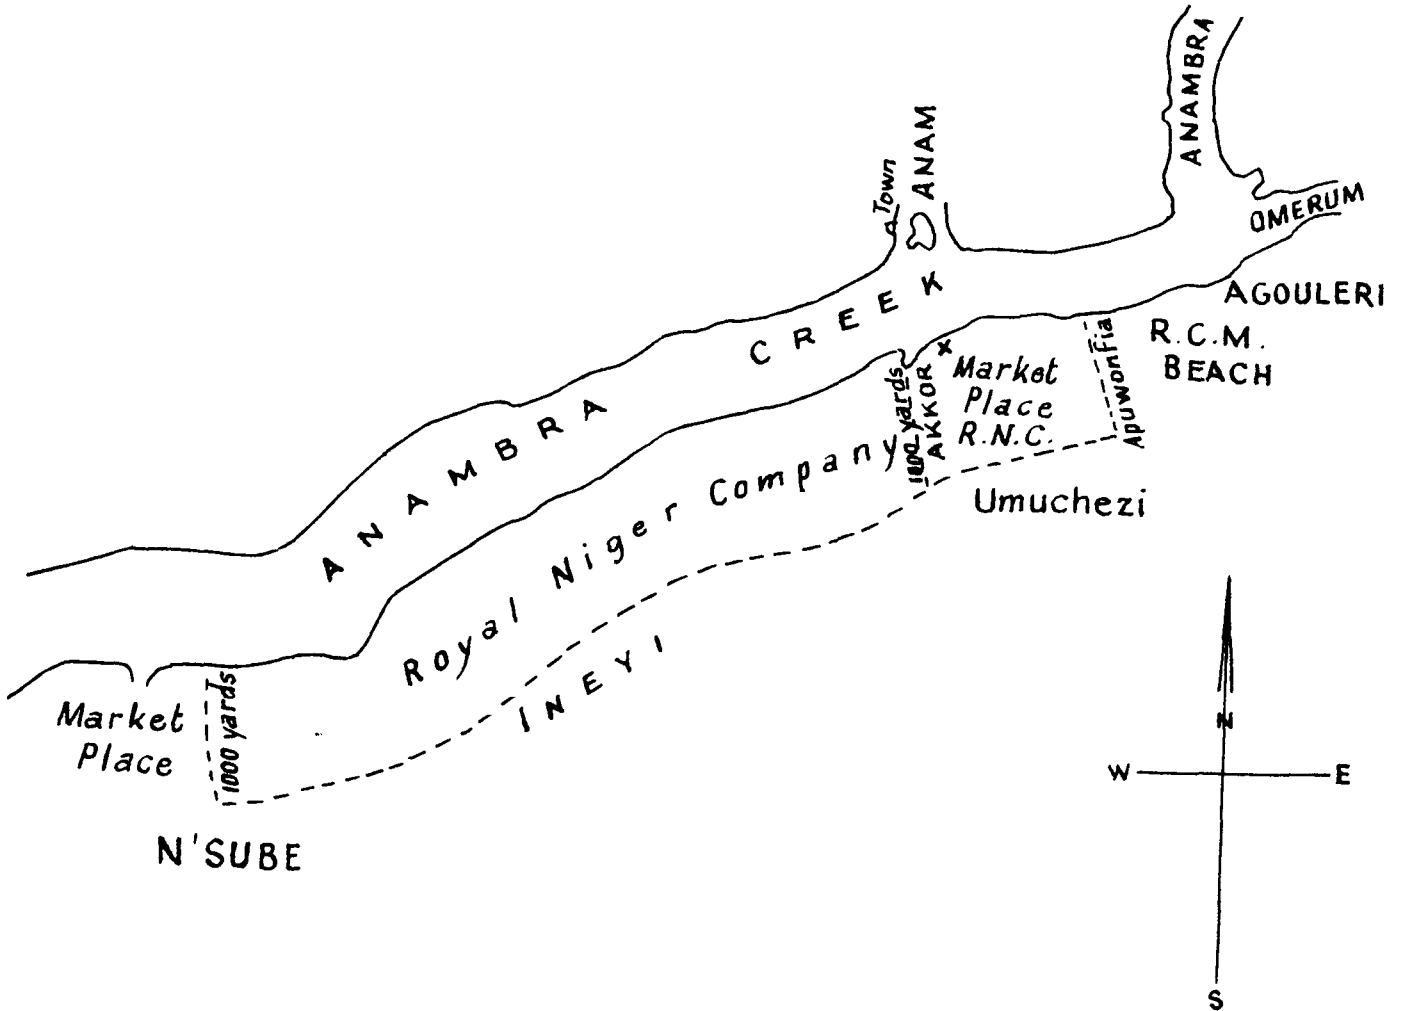 ANAMBRA
Town
ANAM
OMERUM
AGOULERI
ANAMBRA CREEK
R.C.M.
BEACH
Apuwonfia
x
Market
Place
R.N.C.
AKKOR
1000 yards
Royal Niger Company
Umuchezi
INEYI
Market
Place
1000 yards
N'SUBE
N
W
E
S